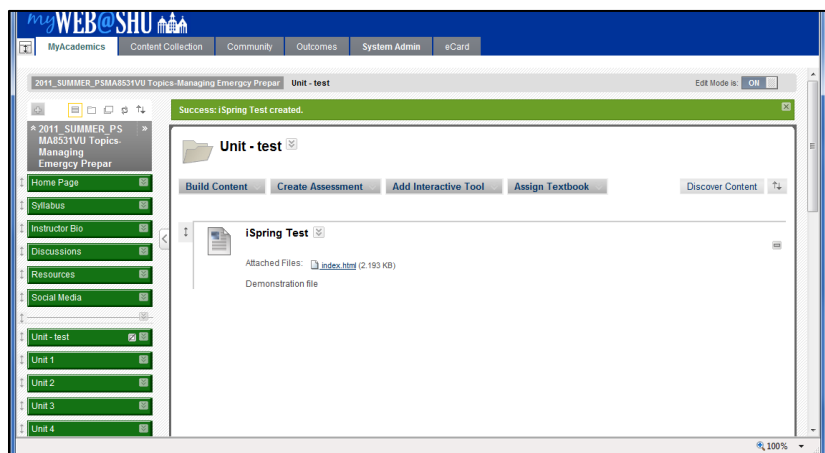 myWEB@SHU
MyAcademics Content Collection Community Outcomes System Admin eCard
2011_SUMMER_PSMA8531VU Topics-Managing Emergcy Prepar Unit - test Edit Mode is: ON
Success: iSpring Test created.
2011_SUMMER_PS
MA8531VU Topics-
Managing
Emergcy Prepar
Home Page
Syllabus
Instructor Bio
Discussions
Resources
Social Media
Unit - test
Unit 1
Unit 2
Unit 3
Unit 4
Unit - test
Build Content Create Assessment Add Interactive Tool Assign Textbook Discover Content
iSpring Test
Attached Files: index.html (2.193 KB)
Demonstration file
100%